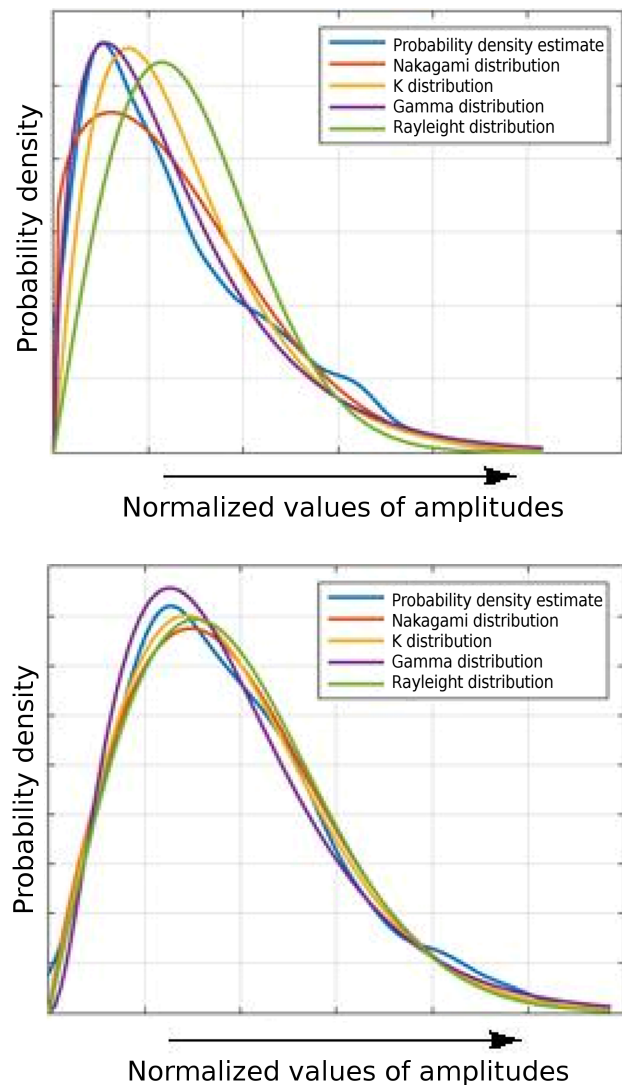 Probability density estimate
Nakagami distribution
K distribution
Gamma distribution
Rayleight distribution
Probability density
Normalized values of amplitudes
Probability density estimate
Nakagami distribution
K distribution
Gamma distribution
Rayleight distribution
Probability density
Normalized values of amplitudes